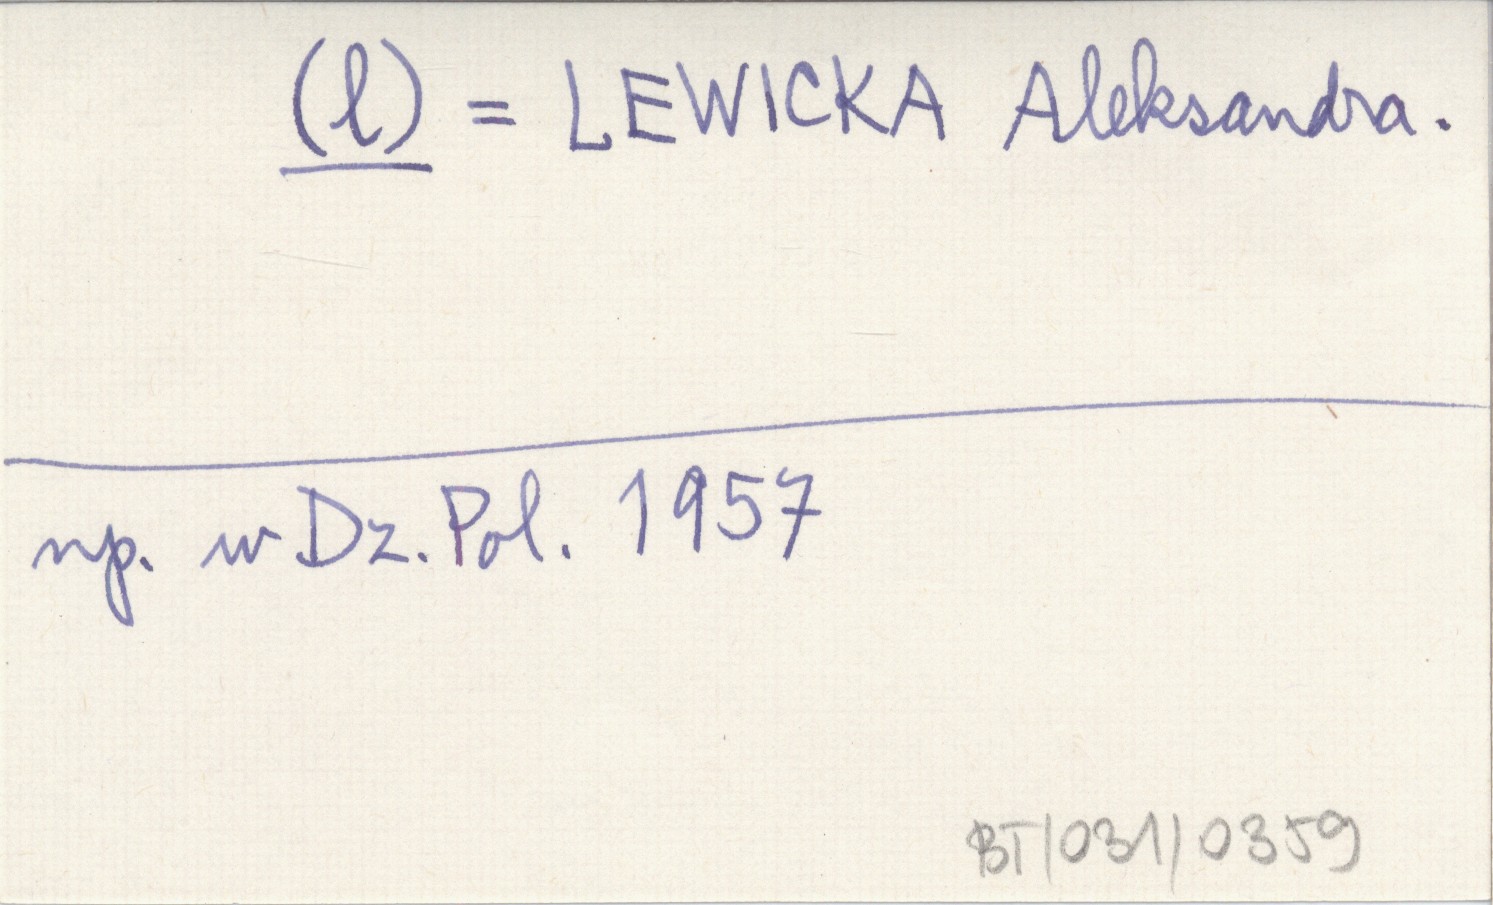 (l) = LEWICKA Aleksandra.
np. w Dz. Pol. 1957
BT/031/0359